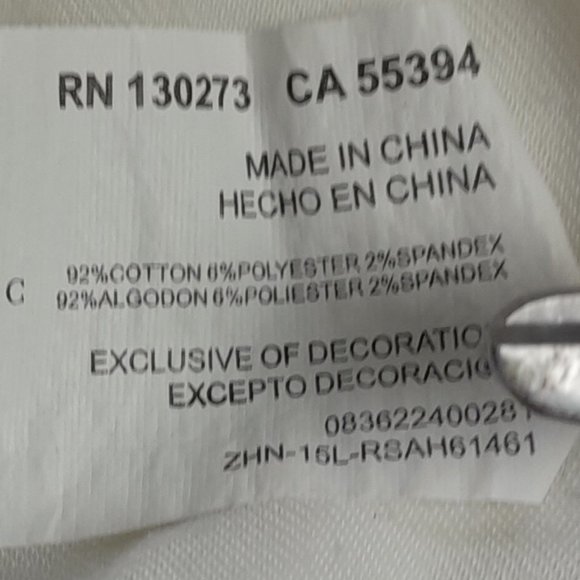 RN 130273 CA 55394
MADE IN CHINA
HECHO EN CHINA
C 92%COTTON 6%POLYESTER 2%SPANDEX
92%ALGODON 6%POLIESTER 2%SPANDEX
EXCLUSIVE OF DECORATIO
EXCEPTO DECORACIO
083622400281
ZHN-15L-RSAH61461